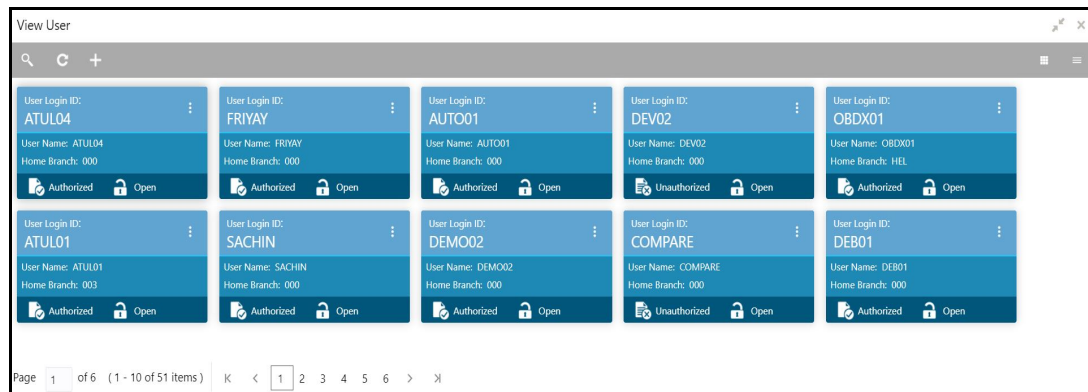 View User
User Login ID:
ATUL04
User Name: ATUL04
Home Branch: 000
Authorized Open
User Login ID:
FRIYAY
User Name: FRIYAY
Home Branch: 000
Authorized Open
User Login ID:
AUTO01
User Name: AUTO01
Home Branch: 000
Authorized Open
User Login ID:
DEV02
User Name: DEV02
Home Branch: 000
Unauthorized Open
User Login ID:
OBDX01
User Name: OBDX01
Home Branch: HEL
Authorized Open
User Login ID:
ATUL01
User Name: ATUL01
Home Branch: 003
Authorized Open
User Login ID:
SACHIN
User Name: SACHIN
Home Branch: 000
Authorized Open
User Login ID:
DEMO02
User Name: DEMO02
Home Branch: 000
Authorized Open
User Login ID:
COMPARE
User Name: COMPARE
Home Branch: 000
Unauthorized Open
User Login ID:
DEB01
User Name: DEB01
Home Branch: 000
Authorized Open
Page 1 of 6 ( 1 - 10 of 51 items ) 1 2 3 4 5 6